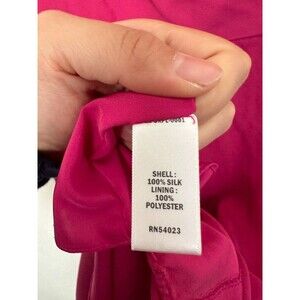 SHELL:
100% SILK
LINING:
100%
POLYESTER
RN54023